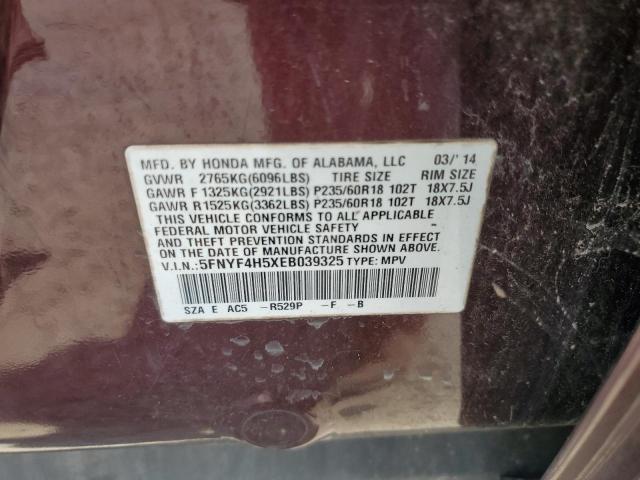 MFD. BY HONDA MFG. OF ALABAMA, LLC 03/'14
GVWR 2765KG(6096LBS) TIRE SIZE RIM SIZE
GAWR F 1325KG(2921LBS) P235/60R18 102T 18X7.5J
GAWR R 1525KG(3362LBS) P235/60R18 102T 18X7.5J
THIS VEHICLE CONFORMS TO ALL APPLICABLE
FEDERAL MOTOR VEHICLE SAFETY
AND THEFT PREVENTION STANDARDS IN EFFECT
ON THE DATE OF MANUFACTURE SHOWN ABOVE.
V.I.N.:5FNYF4H5XEB039325 TYPE: MPV
SZA E AC5 -R529P -F -B